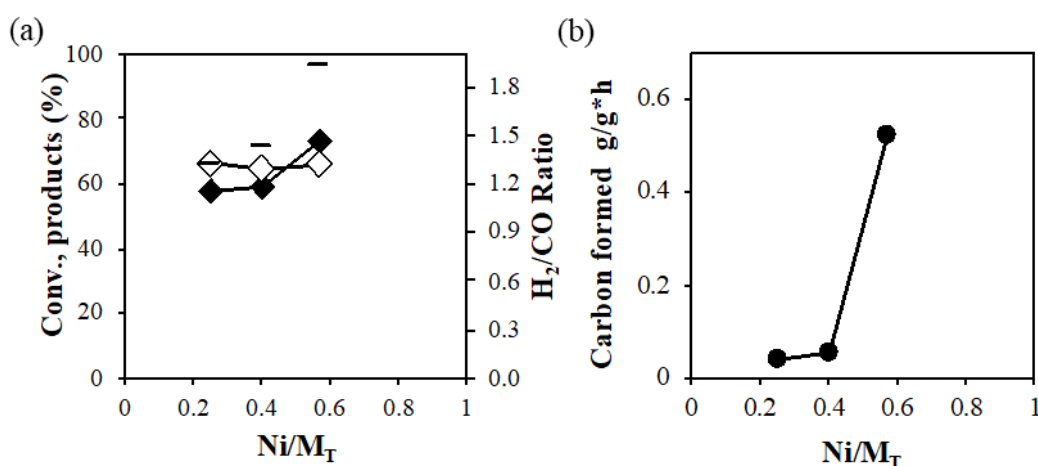 (a)
Conv., products (%)
100
80
60
40
20
0
0 0.2 0.4 0.6 0.8 1
Ni/M_T
1.8
1.5
1.2
0.9
0.6
0.3
0.0
H₂/CO Ratio
(b)
Carbon formed g/g*h
0.6
0.4
0.2
0
0 0.2 0.4 0.6 0.8 1
Ni/M_T